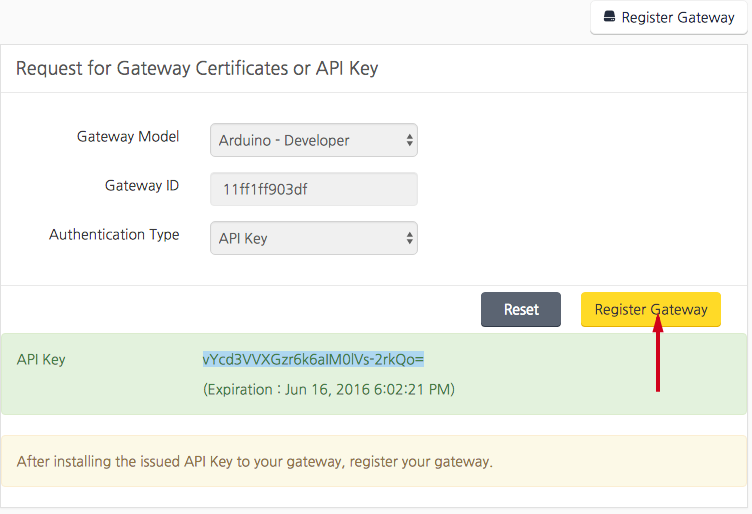 Register Gateway
Request for Gateway Certificates or API Key
Gateway Model
Arduino - Developer
Gateway ID
11ff1ff903df
Authentication Type
API Key
Reset
Register Gateway
API Key
vYcd3VVXGzr6k6aIM0lVs-2rkQo=
(Expiration : Jun 16, 2016 6:02:21 PM)
After installing the issued API Key to your gateway, register your gateway.